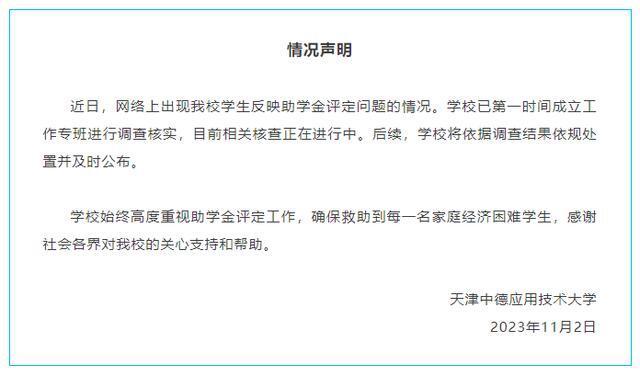 情况声明
近日，网络上出现我校学生反映助学金评定问题的情况。学校已第一时间成立工
作专班进行调查核实，目前相关核查正在进行中。后续，学校将依据调查结果依规处
置并及时公布。
学校始终高度重视助学金评定工作，确保救助到每一名家庭经济困难学生，感谢
社会各界对我校的关心支持和帮助。
天津中德应用技术大学
2023年11月2日